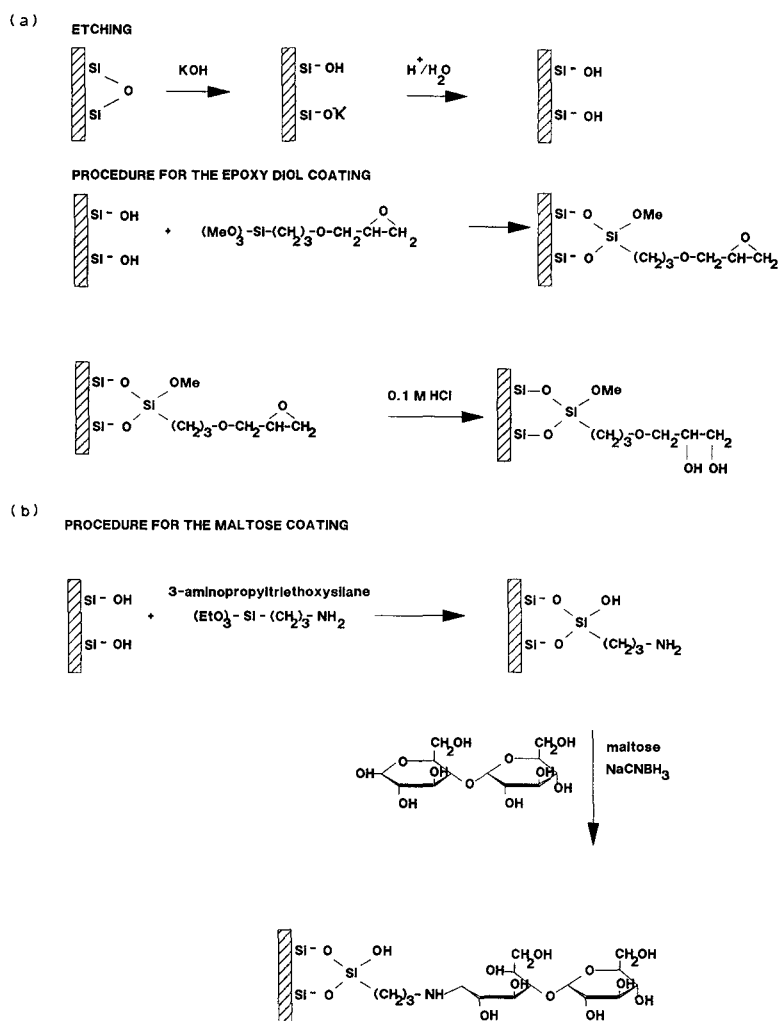 (a)
ETCHING
Si
O
Si
KOH
Si - OH
Si - OK
H+/H2O
Si - OH
Si - OH
PROCEDURE FOR THE EPOXY DIOL COATING
Si - OH
Si - OH
+
(MeO)3-Si-(CH2)3-O-CH2-CH-CH2
O
Si - O
OMe
Si
Si - O
(CH2)3-O-CH2-CH-CH2
O
Si - O
OMe
Si
Si - O
(CH2)3-O-CH2-CH-CH2
O
0.1 M HCl
Si-O
OMe
Si
Si-O
(CH2)3-O-CH2-CH-CH2
OH OH
(b)
PROCEDURE FOR THE MALTOSE COATING
Si - OH
Si - OH
+
3-aminopropyltriethoxysilane
(EtO)3 - Si - (CH2)3 - NH2
Si - O
OH
Si
Si - O
(CH2)3 - NH2
CH2OH
O
OH
OH
OH
O
CH2OH
O
OH
OH
OH
OH
maltose
NaCNBH3
Si - O
OH
Si
Si - O
(CH2)3 - NH
CH2OH
OH
OH
OH
O
CH2OH
O
OH
OH
OH
OH